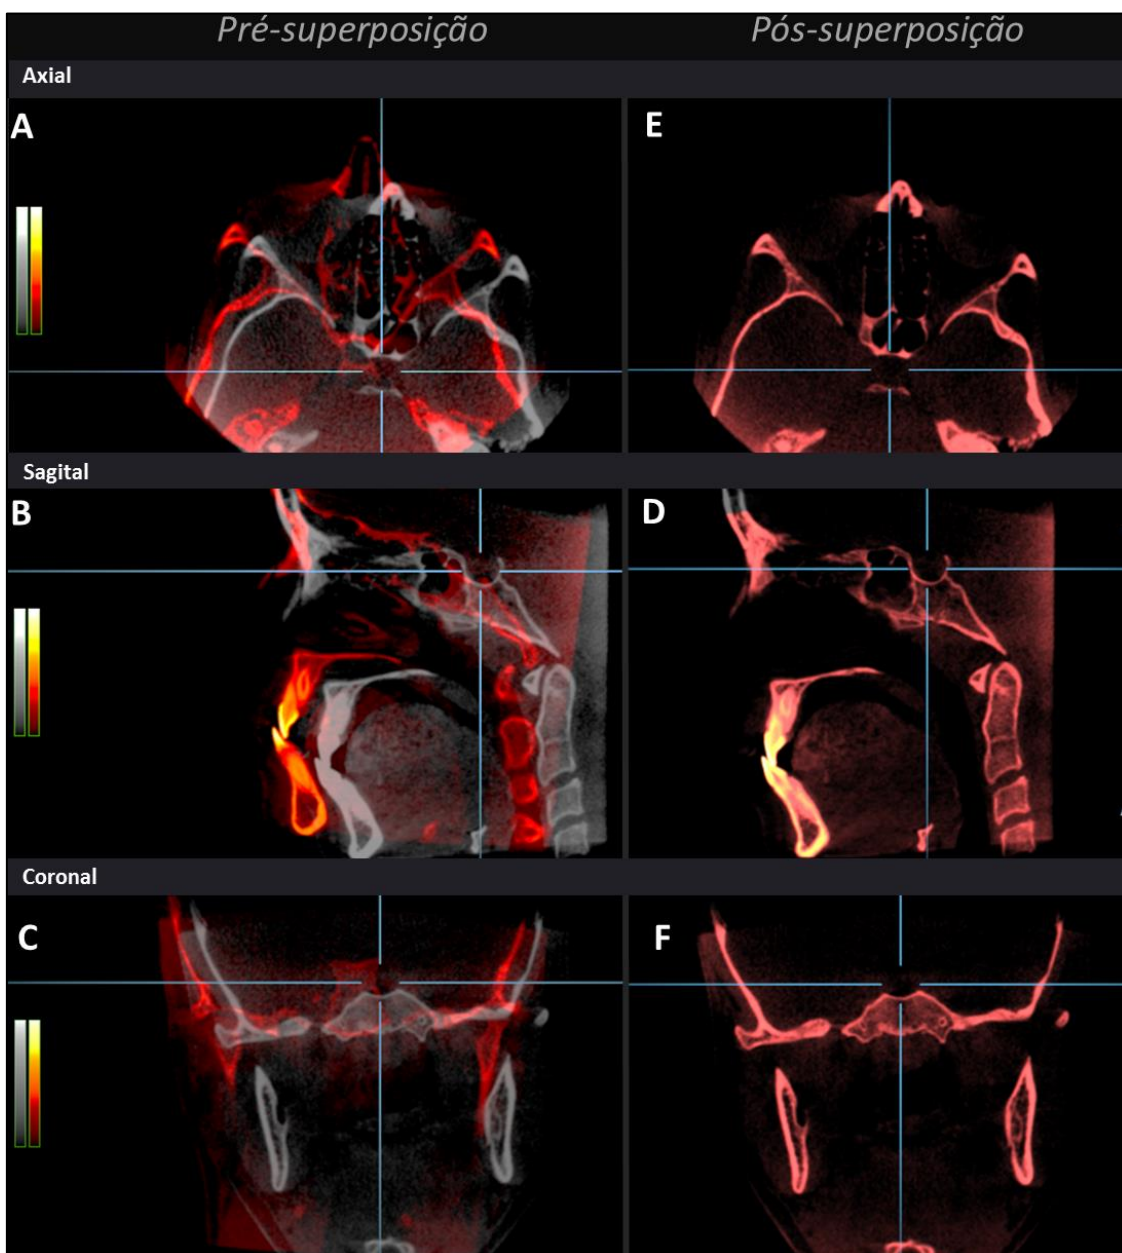 Pré-superposição
Pós-superposição
Axial
A
E
Sagital
B
D
Coronal
C
F